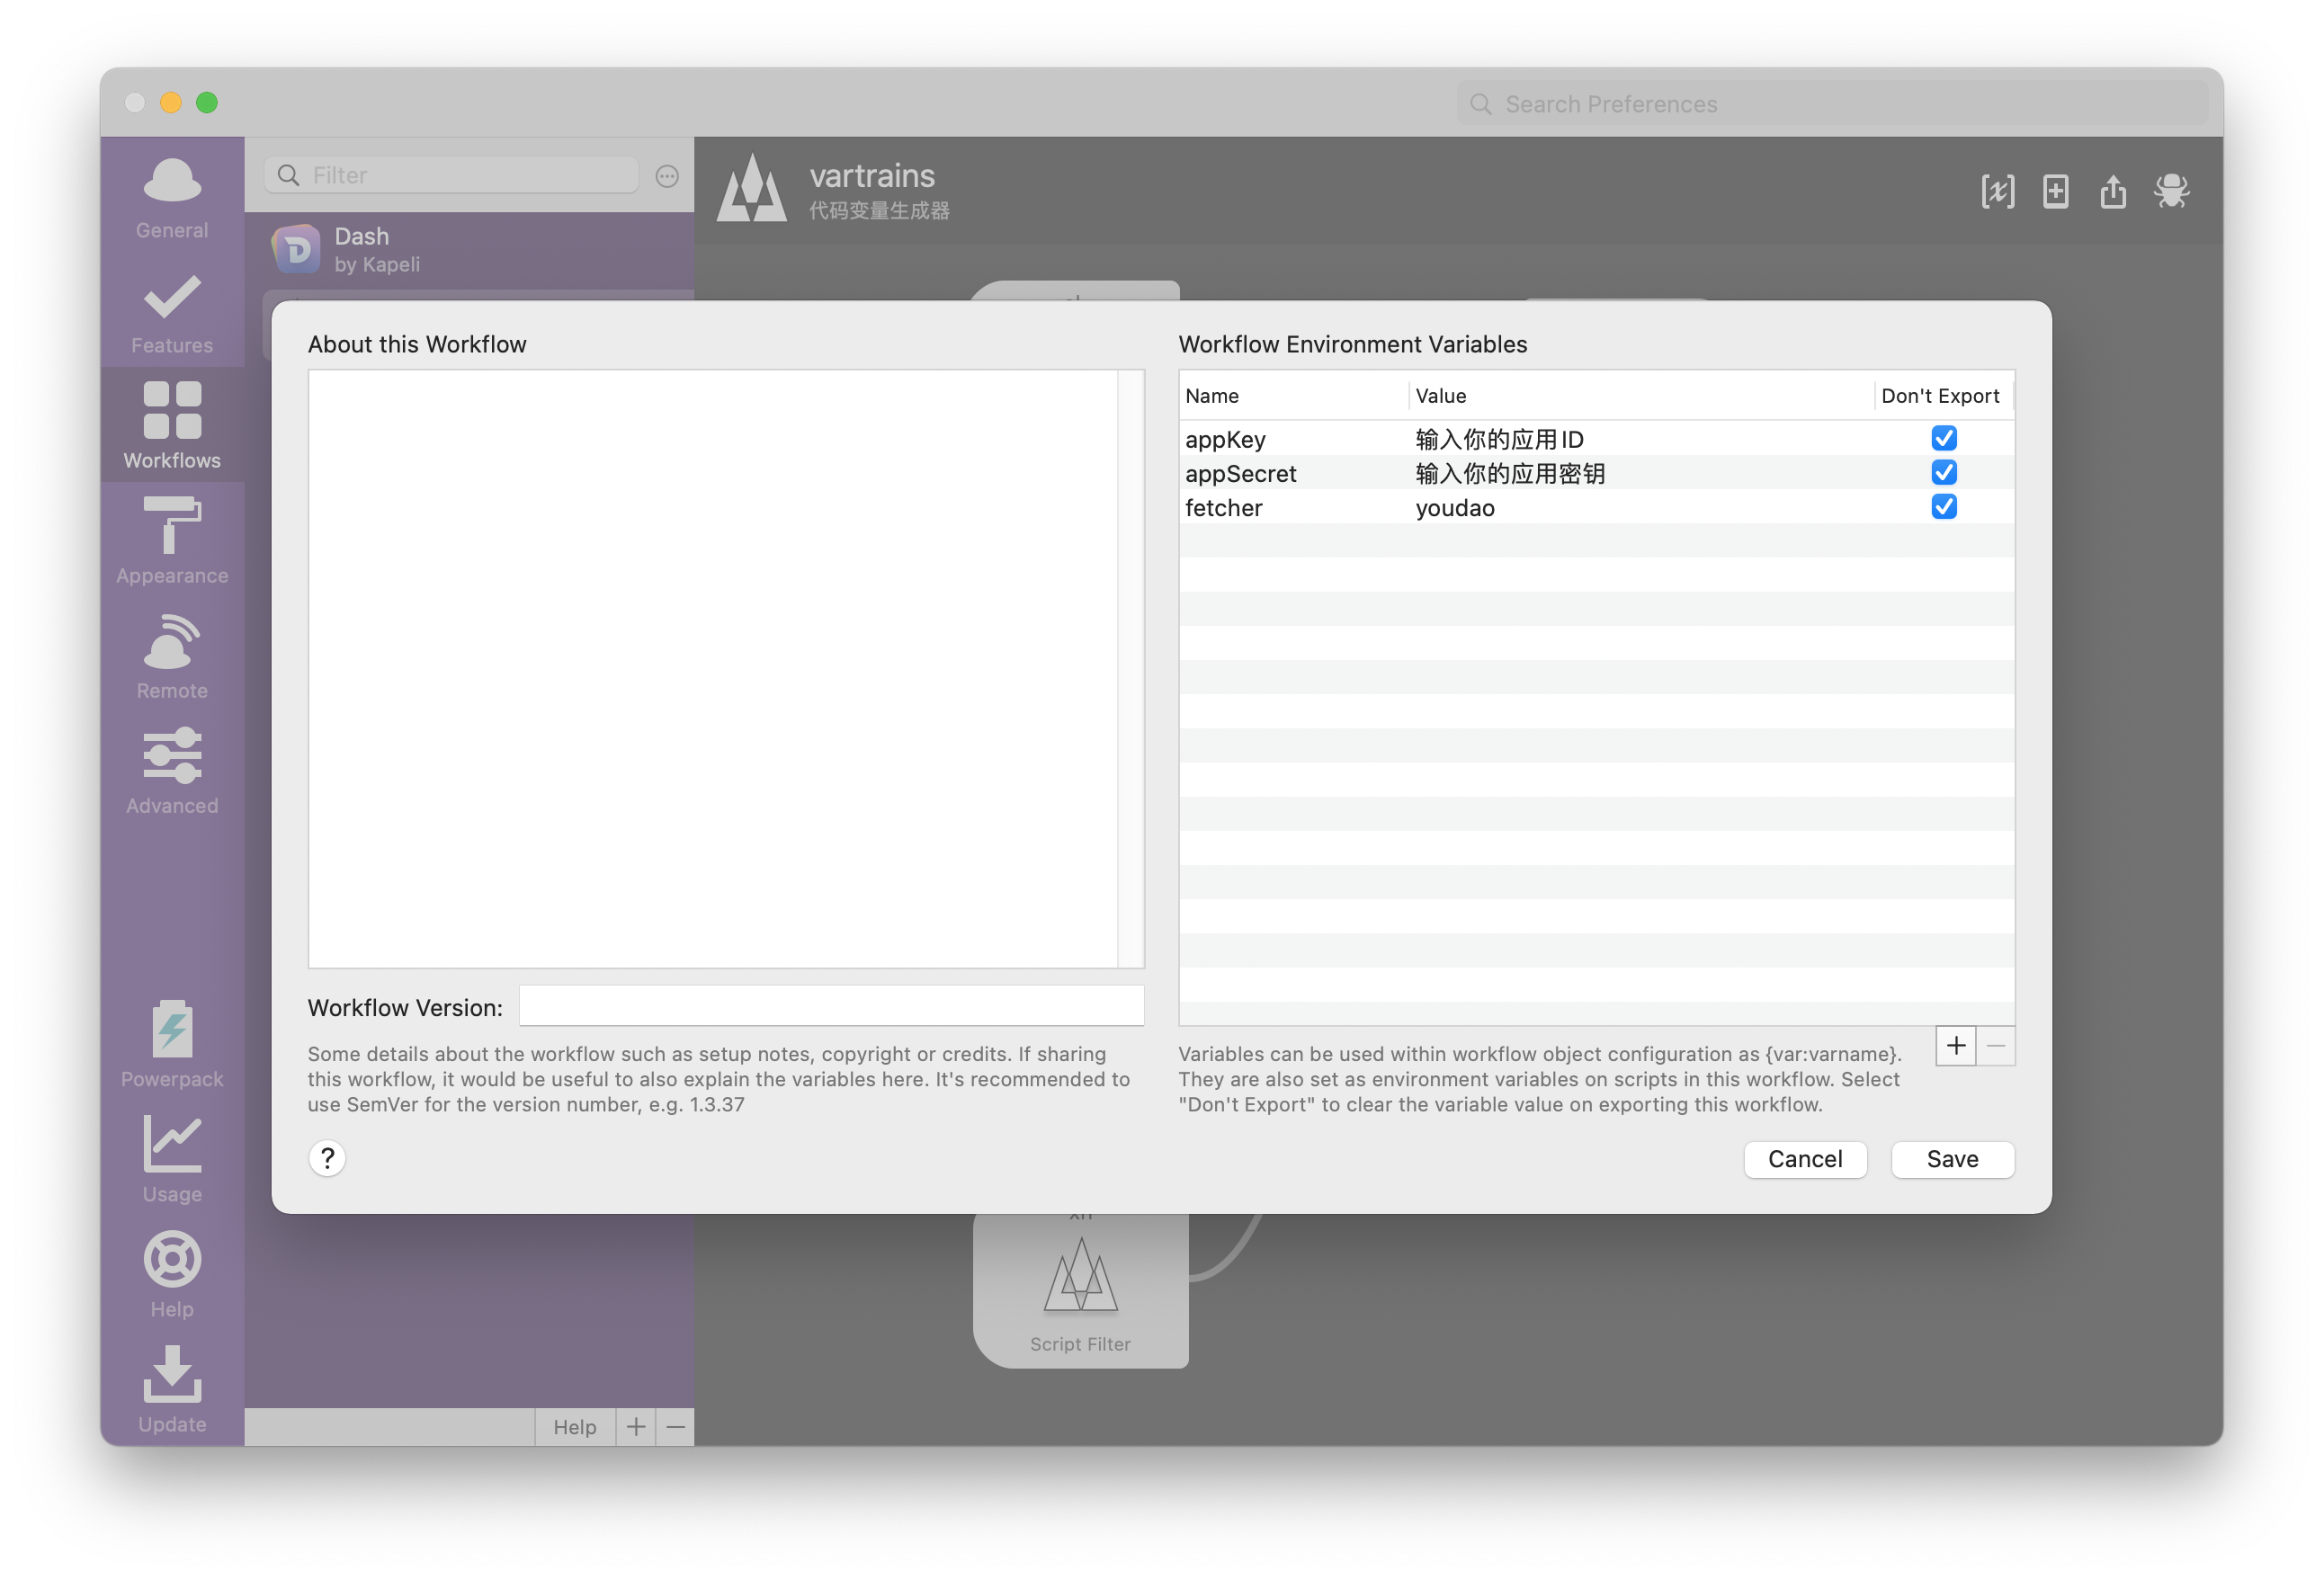 Search Preferences
General
Features
Workflows
Appearance
Remote
Advanced
Powerpack
Usage
Help
Update
Filter
Dash
by Kapeli
Help
vartrains
代码变量生成器
About this Workflow
Workflow Version:
Some details about the workflow such as setup notes, copyright or credits. If sharing
this workflow, it would be useful to also explain the variables here. It's recommended to
use SemVer for the version number, e.g. 1.3.37
?
Workflow Environment Variables
Name Value Don't Export
appKey 输入你的应用ID
appSecret 输入你的应用密钥
fetcher youdao
Variables can be used within workflow object configuration as {var:varname}.
They are also set as environment variables on scripts in this workflow. Select
"Don't Export" to clear the variable value on exporting this workflow.
Cancel
Save
Script Filter